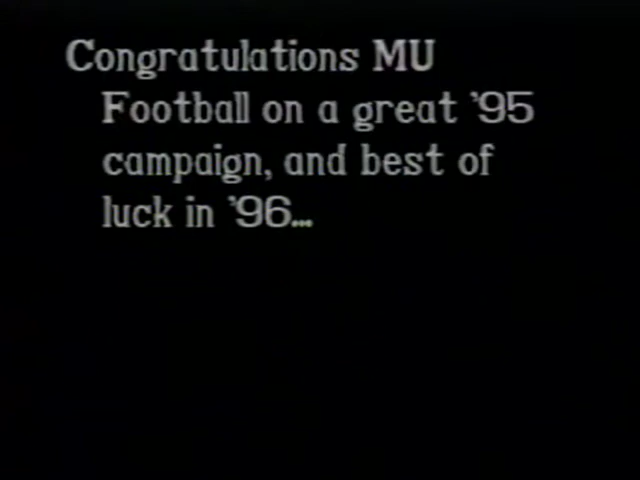 Congratulations MU
Football on a great '95
campaign, and best of
luck in '96...